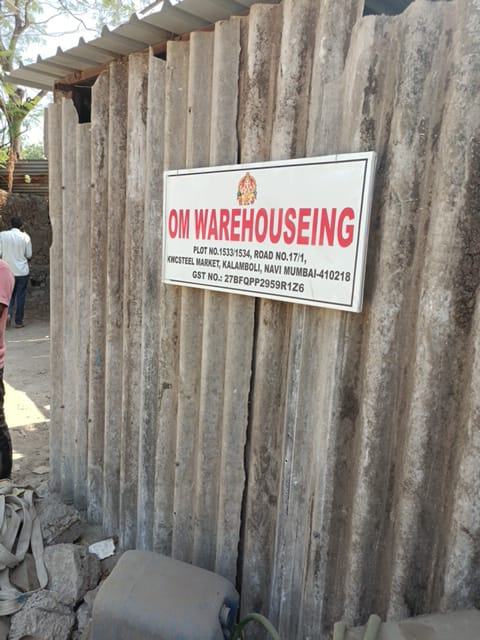 OM WAREHOUSEING
PLOT NO.1533/1534, ROAD NO.17/1,
KWCSTEEL MARKET, KALAMBOLI, NAVI MUMBAI-410218
GST NO.: 27BFQPP2959R1Z6